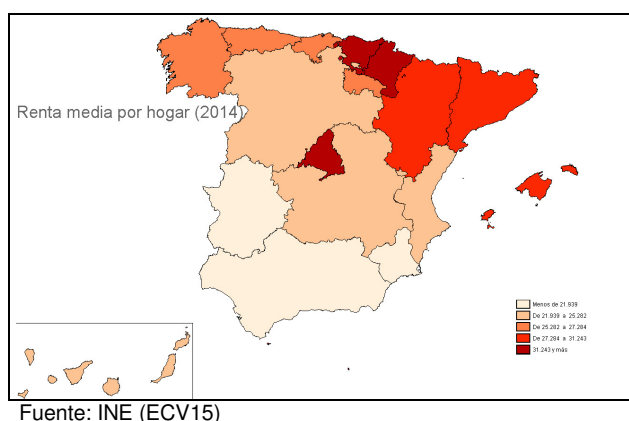 Renta media por hogar (2014)
Menos de 21.939
De 21.939 a 25.282
De 25.282 a 27.284
De 27.284 a 31.243
31.243 y más
Fuente: INE (ECV15)